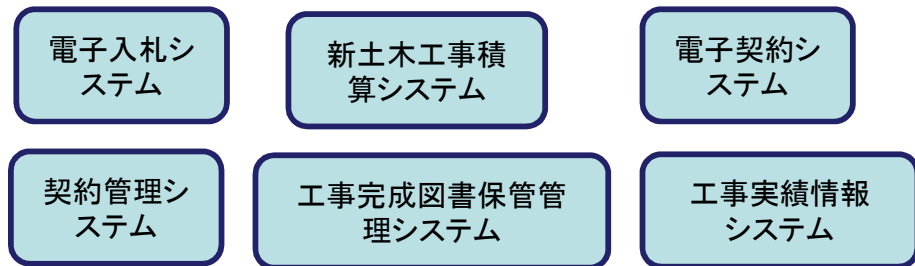 電子入札シ
ステム
新土木工事積
算システム
電子契約シ
ステム
契約管理シ
ステム
工事完成図書保管管
理システム
工事実績情報
システム